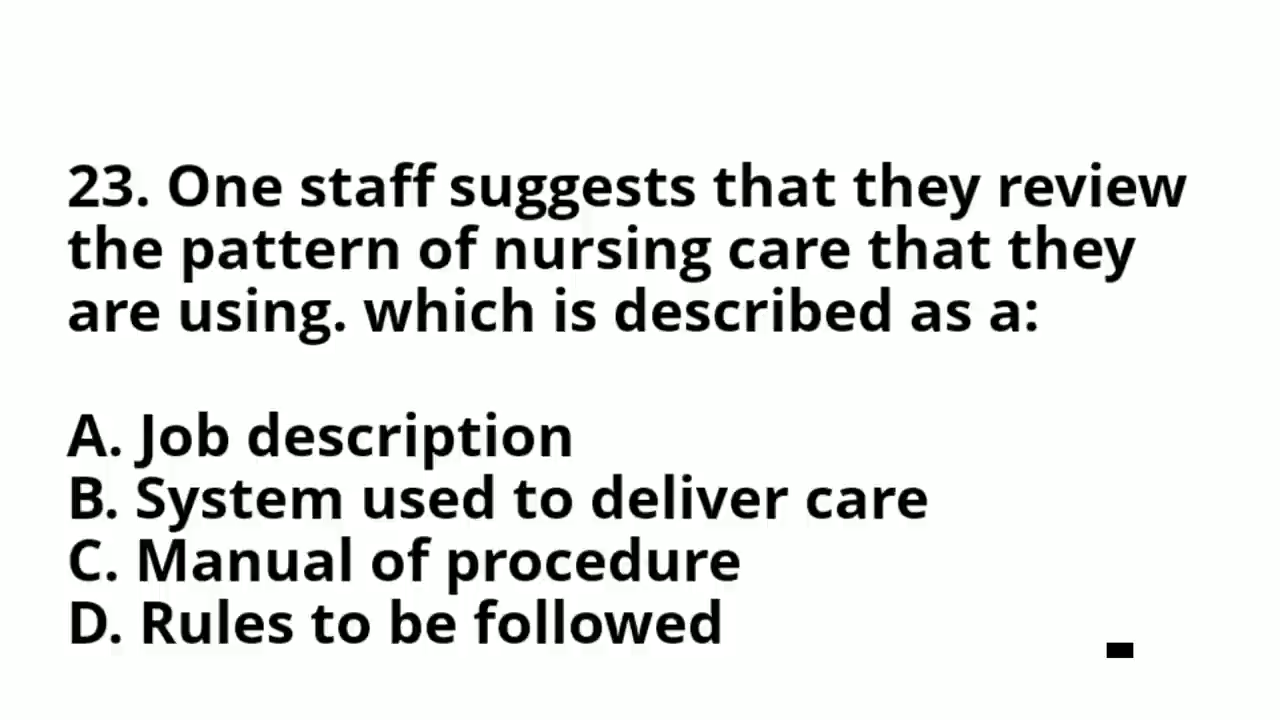 23. One staff suggests that they review
the pattern of nursing care that they
are using. which is described as a:
A. Job description
B. System used to deliver care
C. Manual of procedure
D. Rules to be followed